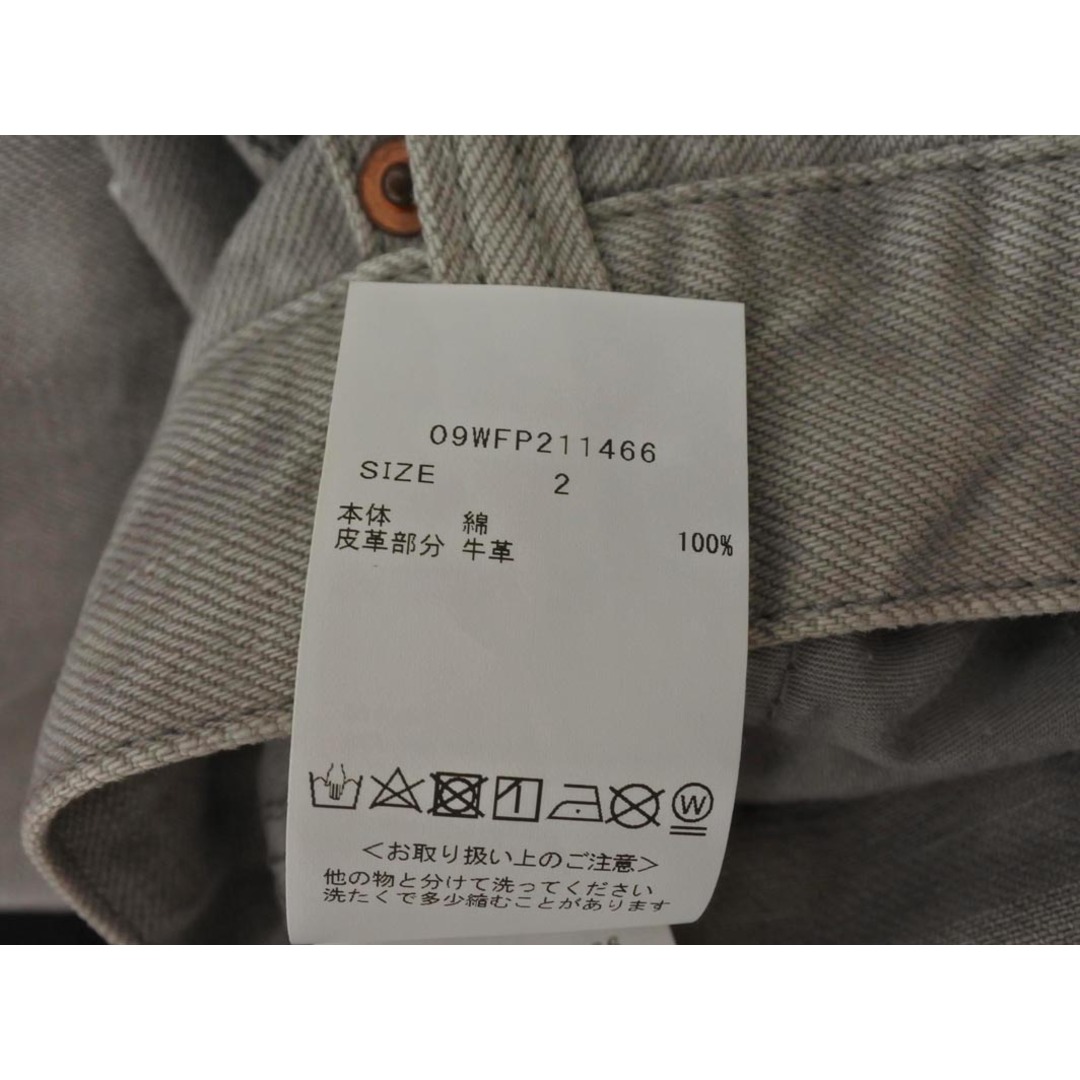 09WFP211466
SIZE 2
本体 綿
皮革部分 牛革 100%
W
<お取り扱い上のご注意>
他の物と分けて洗ってください
洗たくで多少縮むことがあります